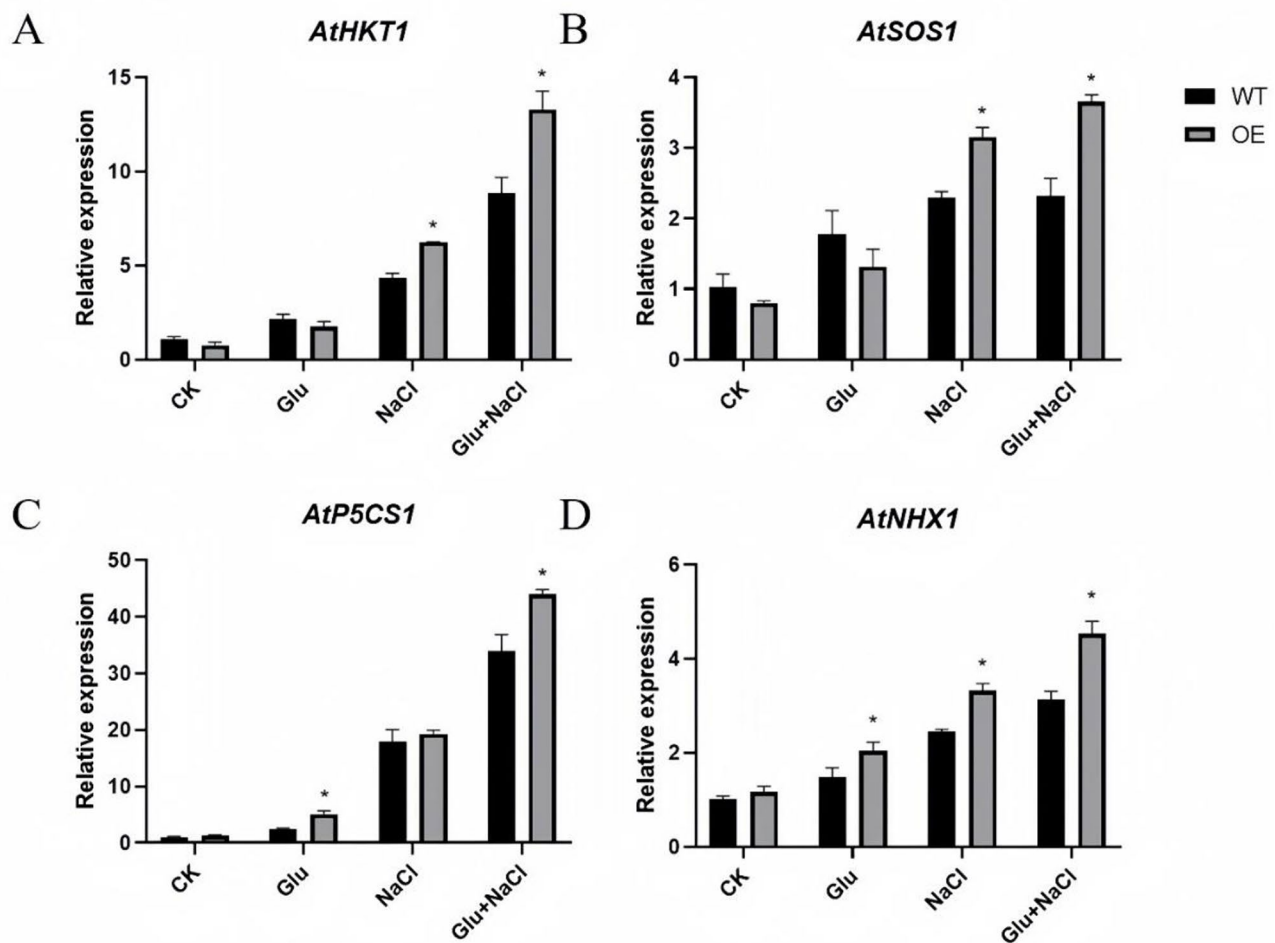 A
AtHKT1
Relative expression
15
10
5
0
CK
Glu
NaCl
Glu+NaCl
*
*
B
AtSOS1
Relative expression
4
3
2
1
0
CK
Glu
NaCl
Glu+NaCl
*
*
WT
OE
C
AtP5CS1
Relative expression
50
40
30
20
10
0
CK
Glu
NaCl
Glu+NaCl
*
*
D
AtNHX1
Relative expression
6
4
2
0
CK
Glu
NaCl
Glu+NaCl
*
*
*